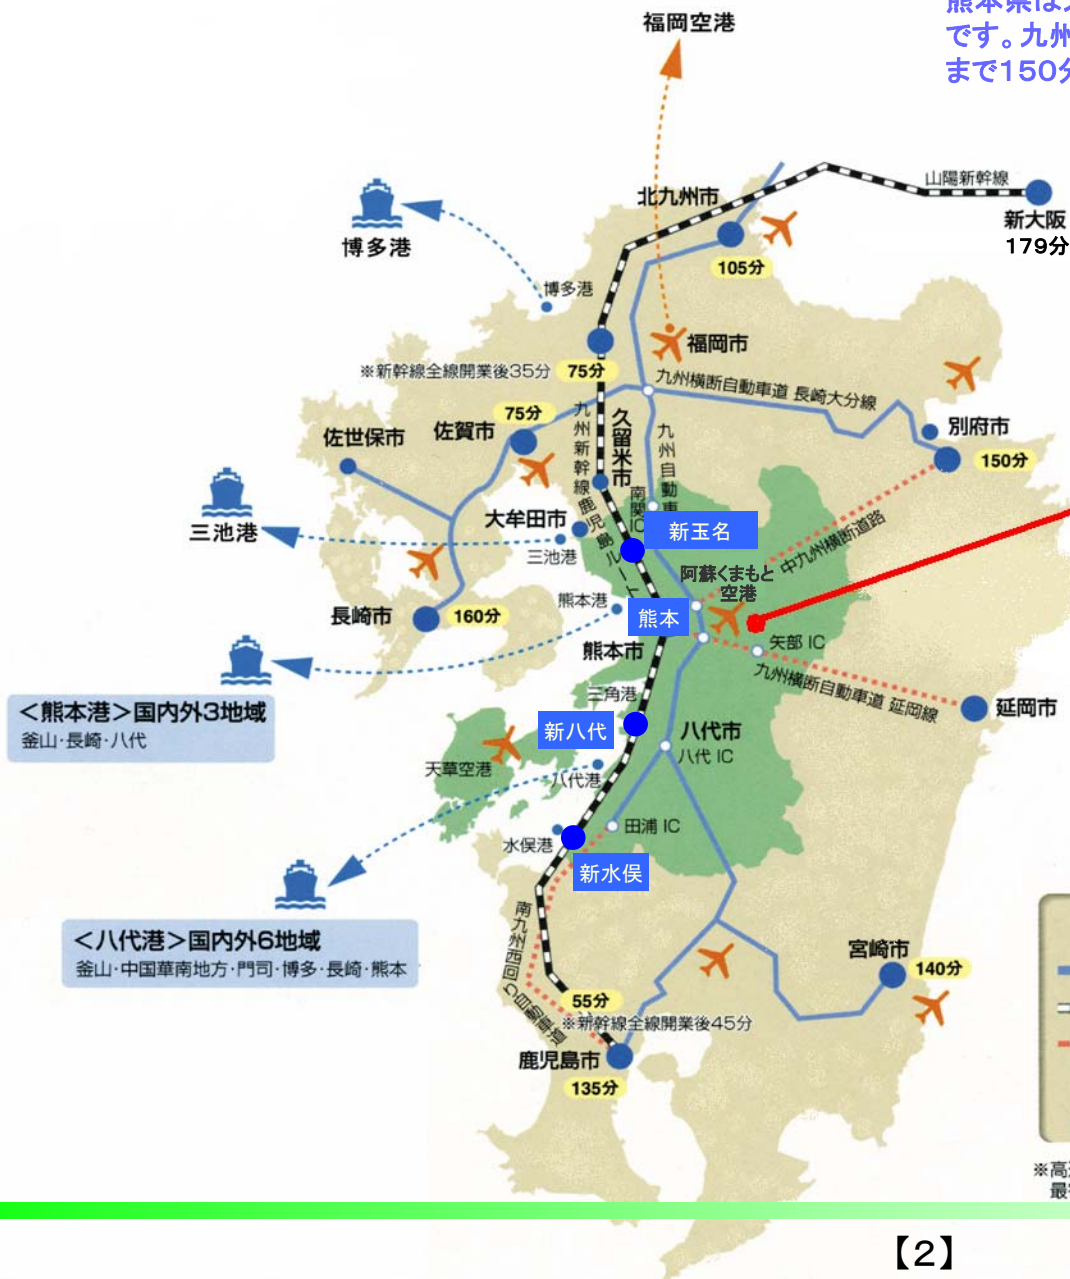 福岡空港
熊本県は
です。九州
まで150分
山陽新幹線
北九州市
新大阪
179分
博多港
105分
博多港
福岡市
※新幹線全線開業後35分
75分
九州横断自動車道 長崎大分線
75分
佐賀市
佐世保市
九州新幹線鹿児島ルート
久留米市
九州自動車
別府市
150分
南関IC
大牟田市
新玉名
三池港
三池港
中九州横断道路
阿蘇くまもと
空港
熊本港
熊本
長崎市
160分
矢部 IC
熊本市
九州横断自動車道 延岡線
三角港
延岡市
<熊本港>国内外3地域
釜山・長崎・八代
新八代
八代市
八代 IC
天草空港
八代港
田浦 IC
水俣港
新水俣
<八代港>国内外6地域
釜山・中国華南地方・門司・博多・長崎・熊本
南九州西回り自動車道
宮崎市
140分
55分
※新幹線全線開業後45分
鹿児島市
135分
※高
最
【2】